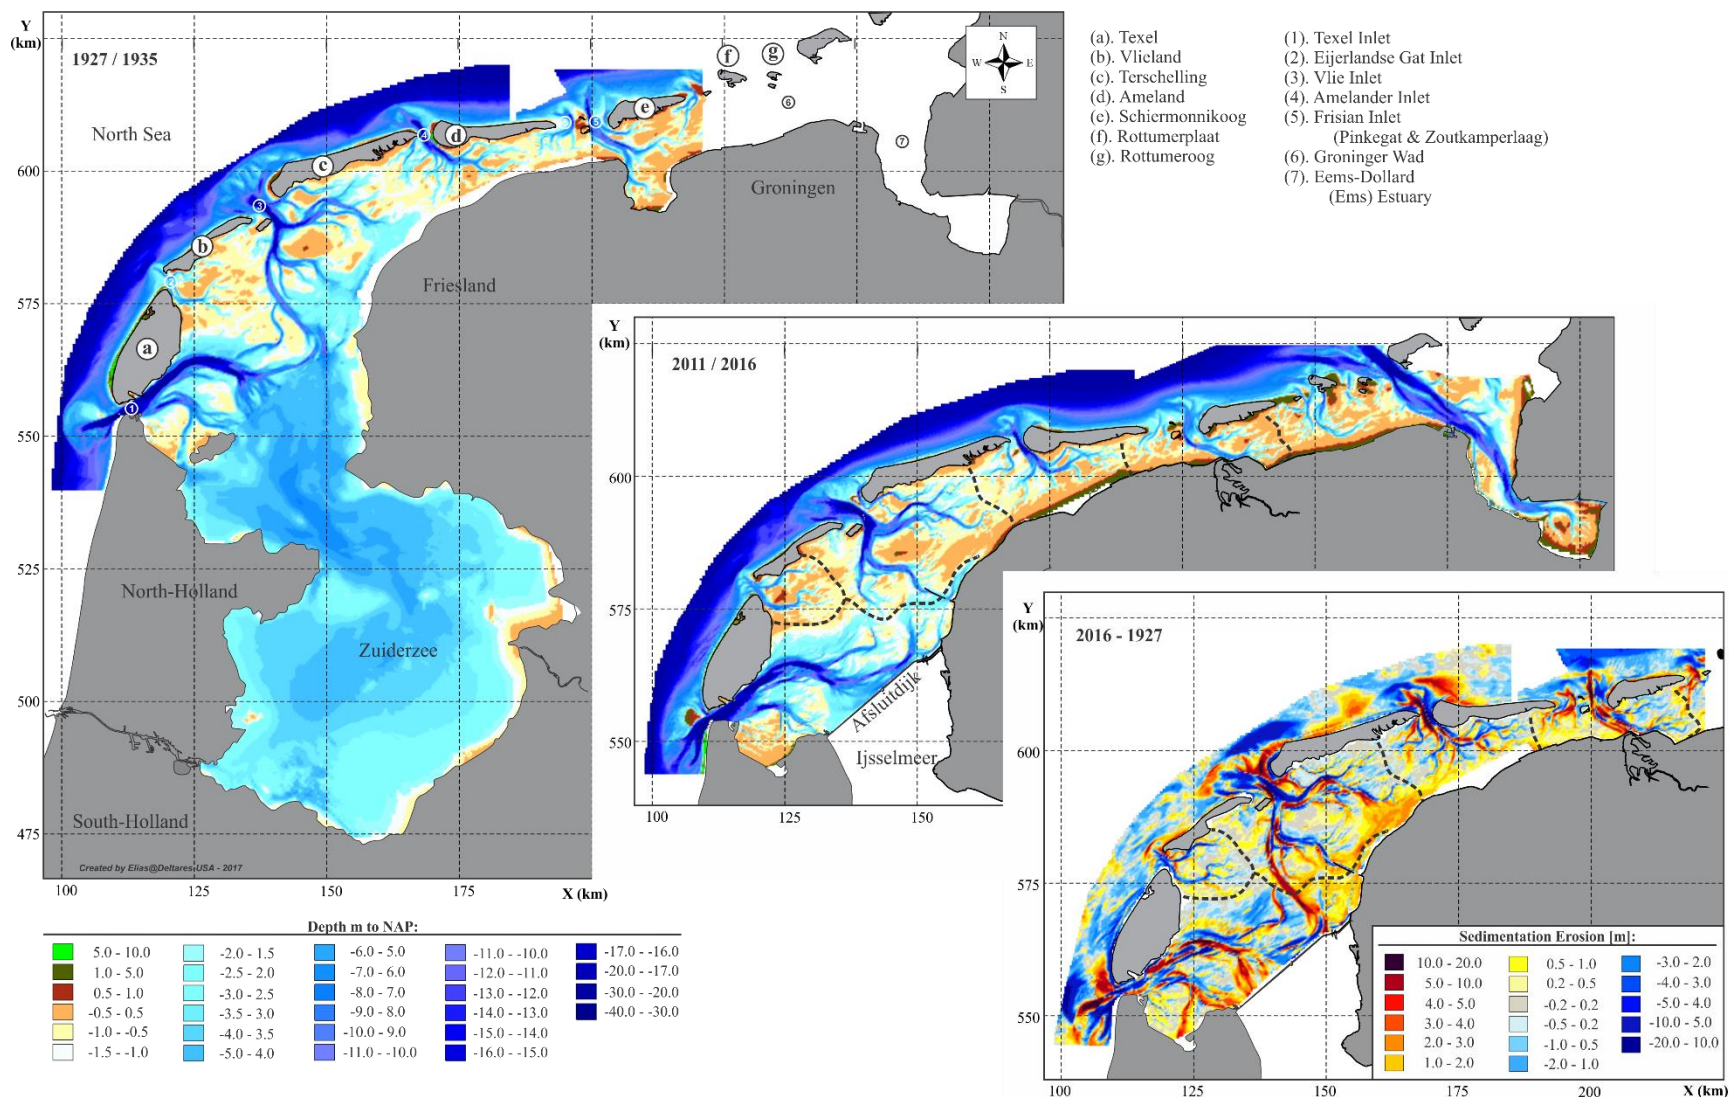 Y
(km)
1927 / 1935
North Sea
600
575
550
525
500
475
Groningen
Friesland
North-Holland
Zuiderzee
South-Holland
Created by Elias@Deltares-USA - 2017
a
b
c
d
e
f
g
1
2
3
4
5
6
7
N
W E
S
100 125 150 175
X (km)
(a). Texel
(b). Vlieland
(c). Terschelling
(d). Ameland
(e). Schiermonnikoog
(f). Rottumerplaat
(g). Rottumeroog
(1). Texel Inlet
(2). Eijerlandse Gat Inlet
(3). Vlie Inlet
(4). Amelander Inlet
(5). Frisian Inlet
(Pinkegat & Zoutkamperlaag)
(6). Groninger Wad
(7). Eems-Dollard
(Ems) Estuary
Y
(km)
2011 / 2016
600
575
550
Afsluitdijk
Ijsselmeer
100 125 150
Y
(km)
2016 - 1927
600
575
550
100 125 150 175 200
X (km)
Depth m to NAP:
5.0 - 10.0
1.0 - 5.0
0.5 - 1.0
-0.5 - 0.5
-1.0 - -0.5
-1.5 - -1.0
-2.0 - 1.5
-2.5 - 2.0
-3.0 - 2.5
-3.5 - 3.0
-4.0 - 3.5
-5.0 - 4.0
-6.0 - 5.0
-7.0 - 6.0
-8.0 - 7.0
-9.0 - 8.0
-10.0 - 9.0
-11.0 - -10.0
-11.0 - -10.0
-12.0 - -11.0
-13.0 - -12.0
-14.0 - -13.0
-15.0 - -14.0
-16.0 - -15.0
-17.0 - -16.0
-20.0 - -17.0
-30.0 - -20.0
-40.0 - -30.0
Sedimentation Erosion [m]:
10.0 - 20.0
5.0 - 10.0
4.0 - 5.0
3.0 - 4.0
2.0 - 3.0
1.0 - 2.0
0.5 - 1.0
0.2 - 0.5
-0.2 - 0.2
-0.5 - 0.2
-1.0 - 0.5
-2.0 - 1.0
-3.0 - 2.0
-4.0 - 3.0
-5.0 - 4.0
-10.0 - 5.0
-20.0 - 10.0